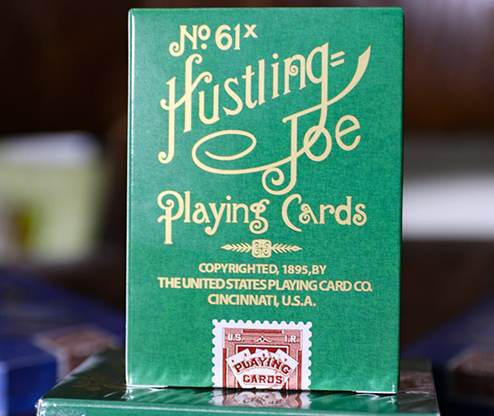 No. 61x
Hustling=
Joe
Playing Cards
COPYRIGHTED, 1895, BY
THE UNITED STATES PLAYING CARD CO.
CINCINNATI, U.S.A.
U.S. I.R.
PLAYING
CARDS